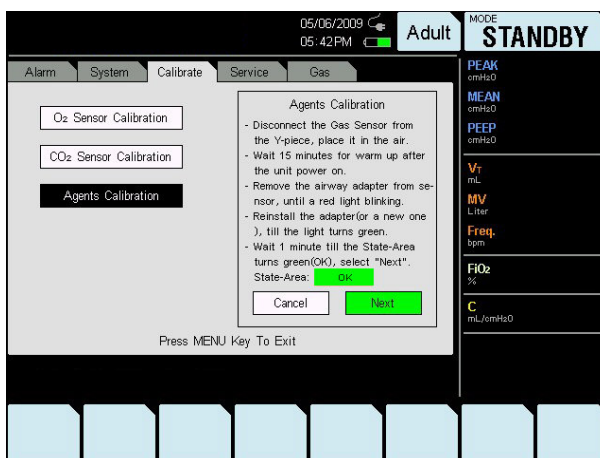 05/06/2009
05:42PM
Adult
MODE
STANDBY
Alarm
System
Calibrate
Service
Gas
O2 Sensor Calibration
CO2 Sensor Calibration
Agents Calibration
Agents Calibration
- Disconnect the Gas Sensor from
the Y-piece, place it in the air.
- Wait 15 minutes for warm up after
the unit power on.
- Remove the airway adapter from se-
nsor, until a red light blinking.
- Reinstall the adapter(or a new one
), till the light turns green.
- Wait 1 minute till the State-Area
turns green(OK), select "Next".
State-Area: OK
Cancel
Next
Press MENU Key To Exit
PEAK
cmH2O
MEAN
cmH2O
PEEP
cmH2O
VT
mL
MV
Liter
Freq.
bpm
FiO2
%
C
mL/cmH2O